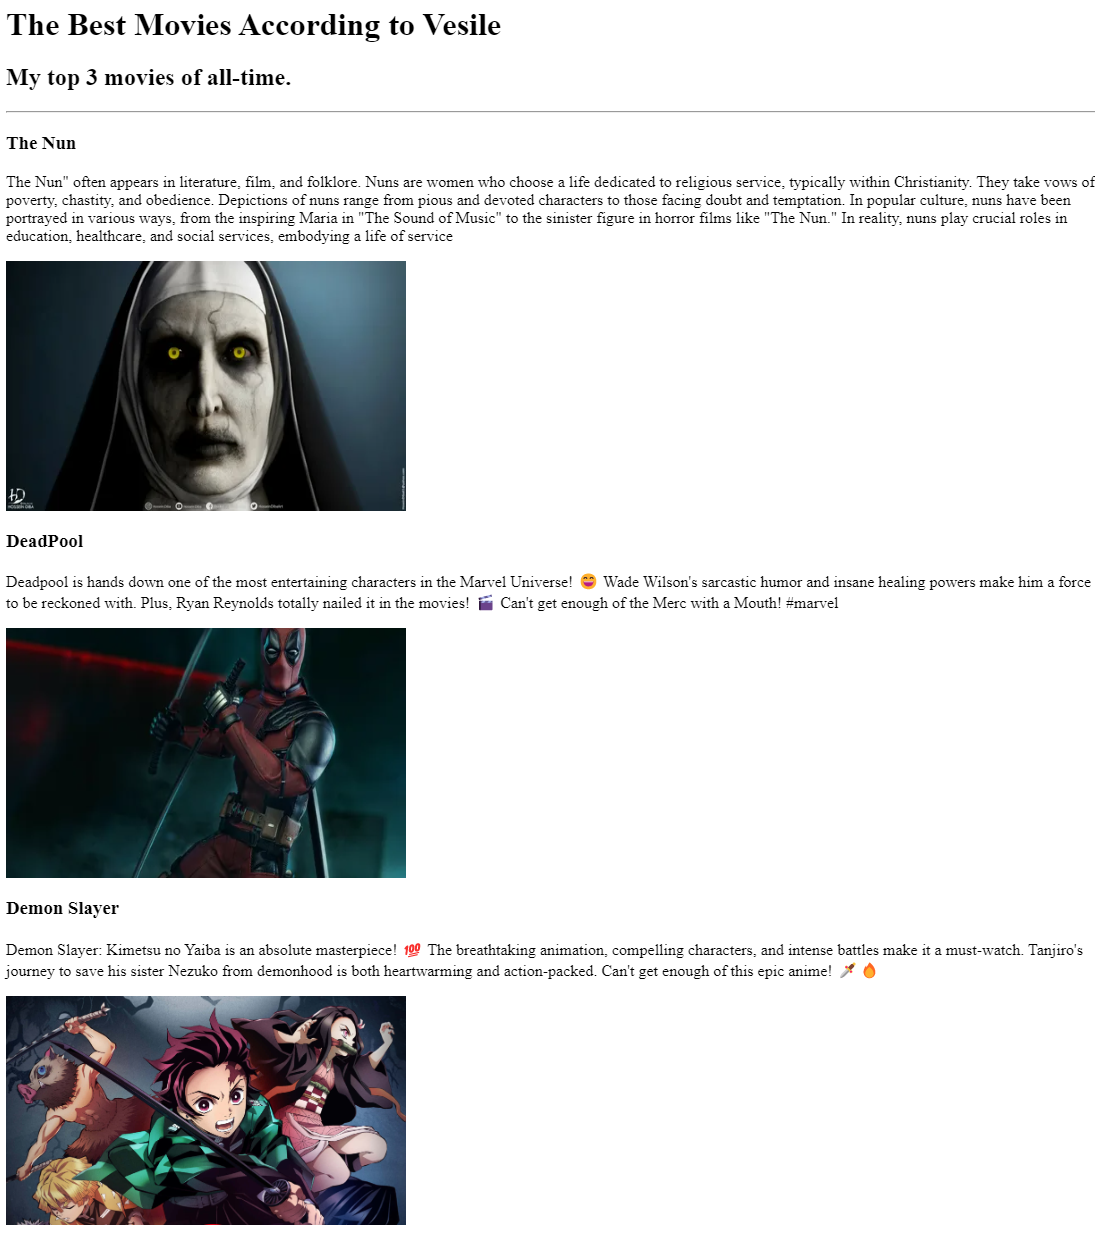 The Best Movies According to Vesile
My top 3 movies of all-time.
The Nun
The Nun" often appears in literature, film, and folklore. Nuns are women who choose a life dedicated to religious service, typically within Christianity. They take vows of
poverty, chastity, and obedience. Depictions of nuns range from pious and devoted characters to those facing doubt and temptation. In popular culture, nuns have been
portrayed in various ways, from the inspiring Maria in "The Sound of Music" to the sinister figure in horror films like "The Nun." In reality, nuns play crucial roles in
education, healthcare, and social services, embodying a life of service
DeadPool
Deadpool is hands down one of the most entertaining characters in the Marvel Universe! 😄 Wade Wilson's sarcastic humor and insane healing powers make him a force
to be reckoned with. Plus, Ryan Reynolds totally nailed it in the movies! 🎬 Can't get enough of the Merc with a Mouth! #marvel
Demon Slayer
Demon Slayer: Kimetsu no Yaiba is an absolute masterpiece! 💯 The breathtaking animation, compelling characters, and intense battles make it a must-watch. Tanjiro's
journey to save his sister Nezuko from demonhood is both heartwarming and action-packed. Can't get enough of this epic anime! 🗡️ 🔥